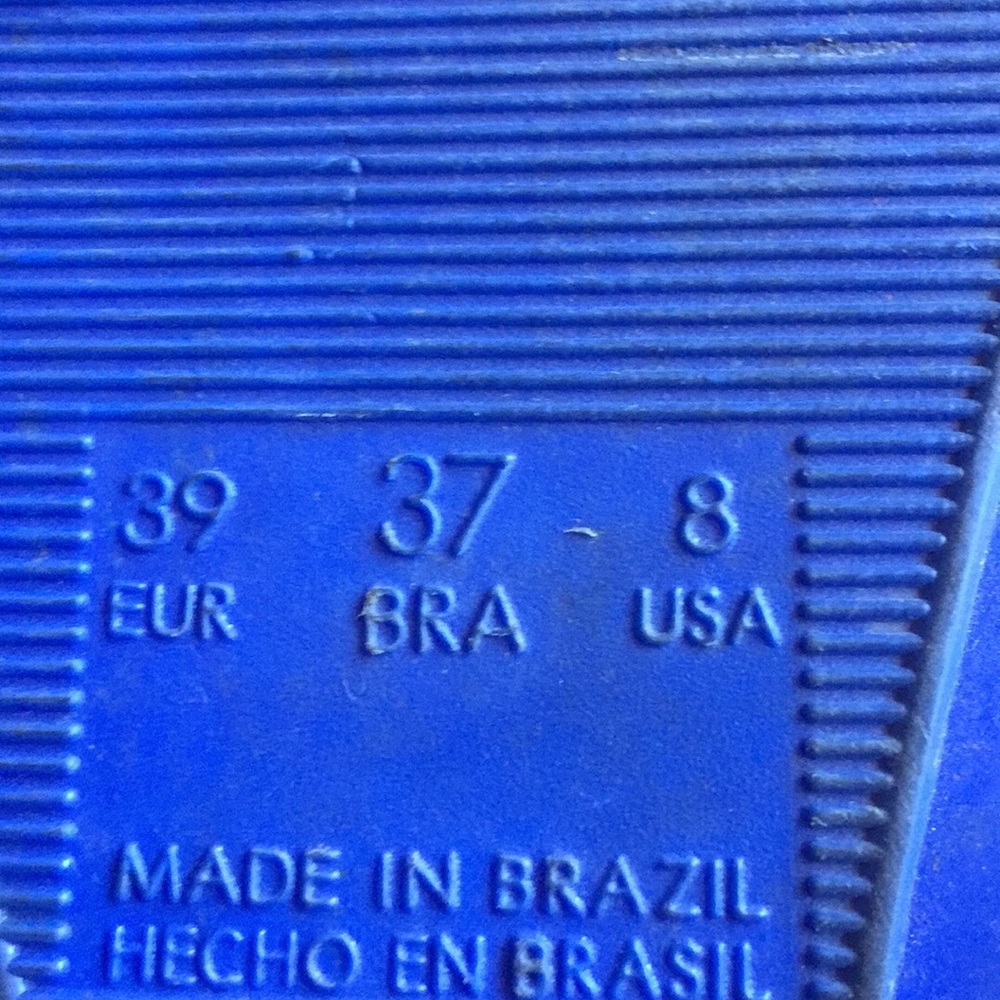 39 37 8
EUR BRA USA
MADE IN BRAZIL
HECHO EN BRASIL